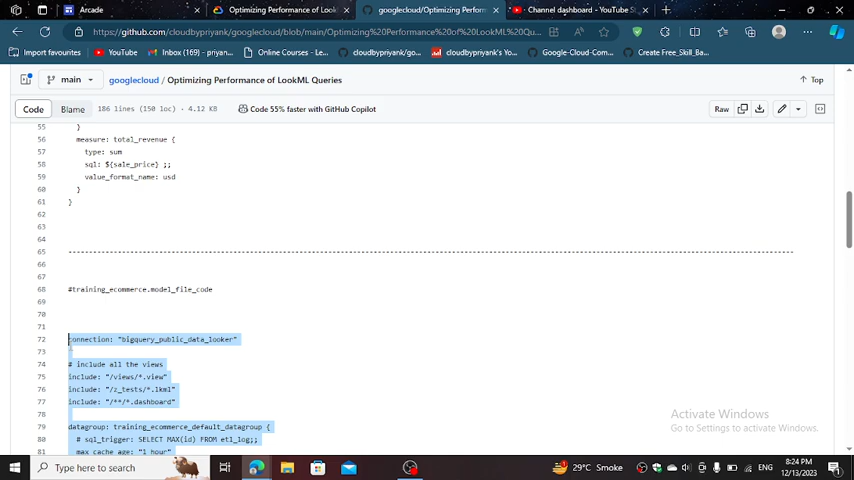 Arcade
Optimizing Performance of Look
googlecloud/Optimizing Perform
Channel dashboard - YouTube St
https://github.com/cloudbypriyank/googlecloud/blob/main/Optimizing%20Performance%20of%20LookML%20Qu...
Import favourites
YouTube
Inbox (169) - priyan...
Online Courses - Le...
cloudbypriyank/go...
cloudbypriyank's Yo...
Google-Cloud-Com...
Create Free_Skill_Ba...
main
googlecloud / Optimizing Performance of LookML Queries
Top
Code
Blame
186 lines (150 loc) · 4.12 KB
Code 55% faster with GitHub Copilot
Raw
55 }
56 measure: total_revenue {
57 type: sum
58 sql: ${sale_price} ;;
59 value_format_name: usd
60 }
61 }
62
63
64
65 ----------------------------------------------------------------------------------------------------
66
67
68 #training_ecommerce.model_file_code
69
70
71
72 connection: "bigquery_public_data_looker"
73
74 # include all the views
75 include: "/views/*.view"
76 include: "/z_tests/*.lkml"
77 include: "/**/*.dashboard"
78
79 datagroup: training_ecommerce_default_datagroup {
80 # sql_trigger: SELECT MAX(id) FROM etl_log;;
81 max_cache_age: "1 hour"
Activate Windows
Go to Settings to activate Windows.
Type here to search
29°C Smoke
ENG
8:24 PM
12/13/2023